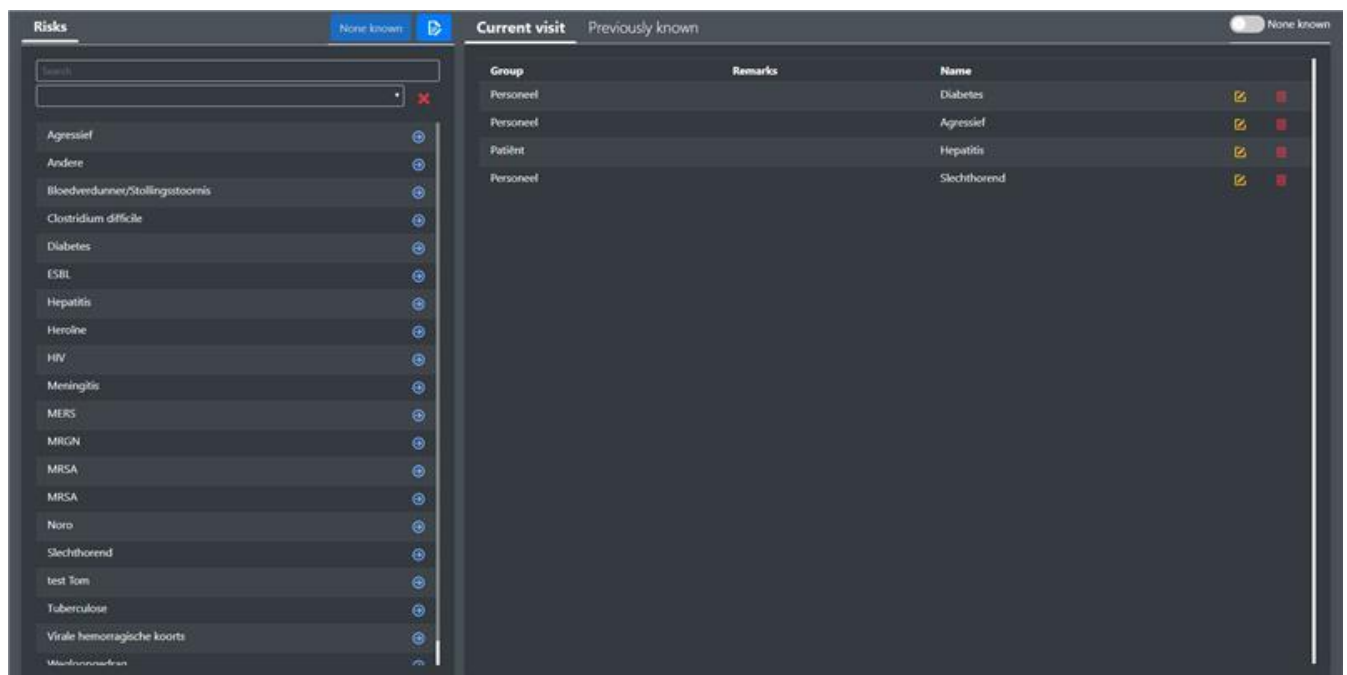 Risks
None known
Current visit Previously known
None known
Search
Group Remarks Name
Personeel Diabetes
Personeel Agressief
Patiënt Hepatitis
Personeel Slechthorend
Agressief
Andere
Bloedverdunner/Stollingsstoornis
Clostridium difficile
Diabetes
ESBL
Hepatitis
Heroïne
HIV
Meningitis
MERS
MRGN
MRSA
MRSA
Noro
Slechthorend
test Tom
Tuberculose
Virale hemorragische koorts
Wegloopgedrag